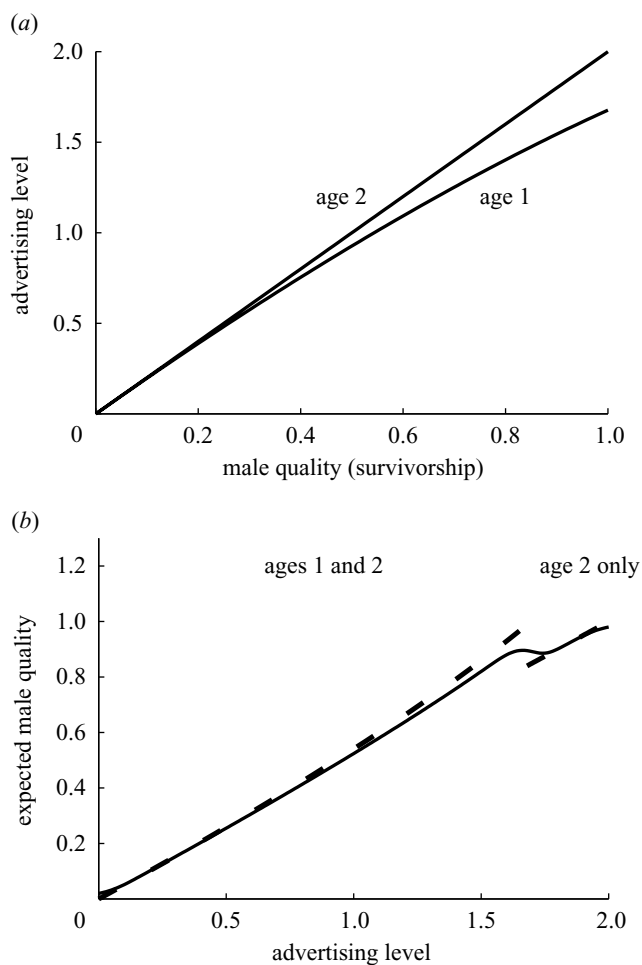 (a)
2.0
1.5
1.0
0.5
0
advertising level
age 2
age 1
0.2
0.4
0.6
0.8
1.0
male quality (survivorship)
(b)
1.2
1.0
0.8
0.6
0.4
0.2
0
expected male quality
ages 1 and 2
age 2 only
0.5
1.0
1.5
2.0
advertising level